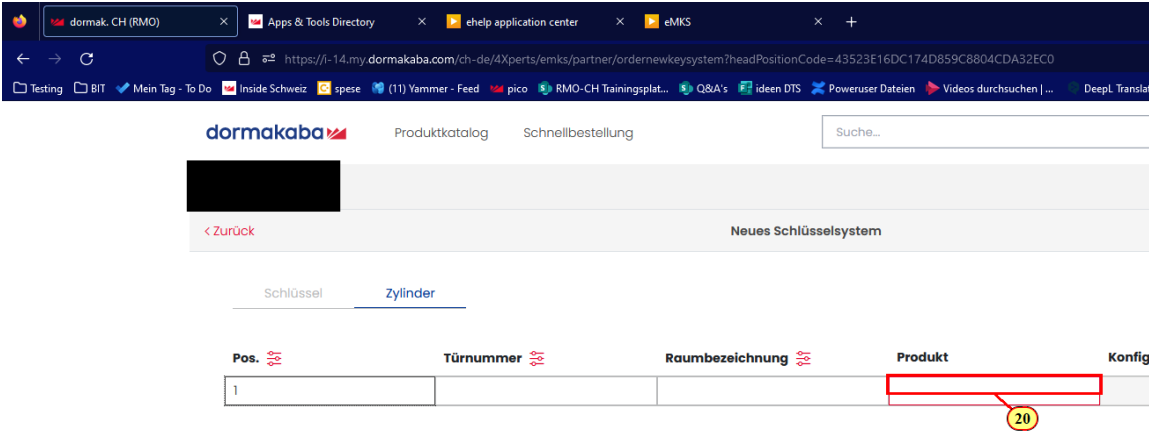 dormak. CH (RMO) Apps & Tools Directory ehelp application center eMKS
https://i-14.my.dormakaba.com/ch-de/4Xperts/emks/partner/ordernewkeysystem?headPositionCode=43523E16DC174D859C8804CDA32EC0
Testing BIT Mein Tag - To Do Inside Schweiz spese (11) Yammer - Feed pico RMO-CH Trainingsplat... Q&A's ideen DTS Poweruser Dateien Videos durchsuchen | ... DeepL Translat
dormakaba Produktkatalog Schnellbestellung Suche...
< Zurück Neues Schlüsselsystem
Schlüssel Zylinder
Pos. Türnummer Raumbezeichnung Produkt Konfig
1
20